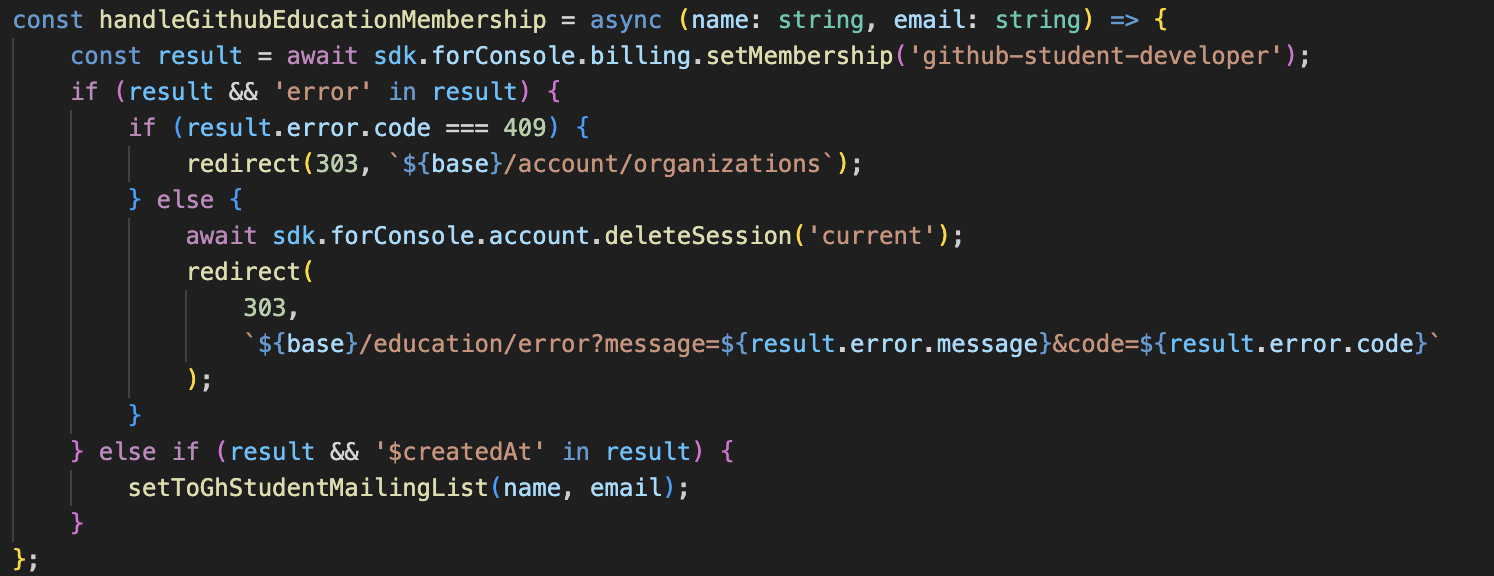 const handleGithubEducationMembership = async (name: string, email: string) => {
    const result = await sdk.forConsole.billing.setMembership('github-student-developer');
    if (result && 'error' in result) {
        if (result.error.code === 409) {
            redirect(303, `${base}/account/organizations`);
        } else {
            await sdk.forConsole.account.deleteSession('current');
            redirect(
                303,
                `${base}/education/error?message=${result.error.message}&code=${result.error.code}`
            );
        }
    } else if (result && '$createdAt' in result) {
        setToGhStudentMailingList(name, email);
    }
};